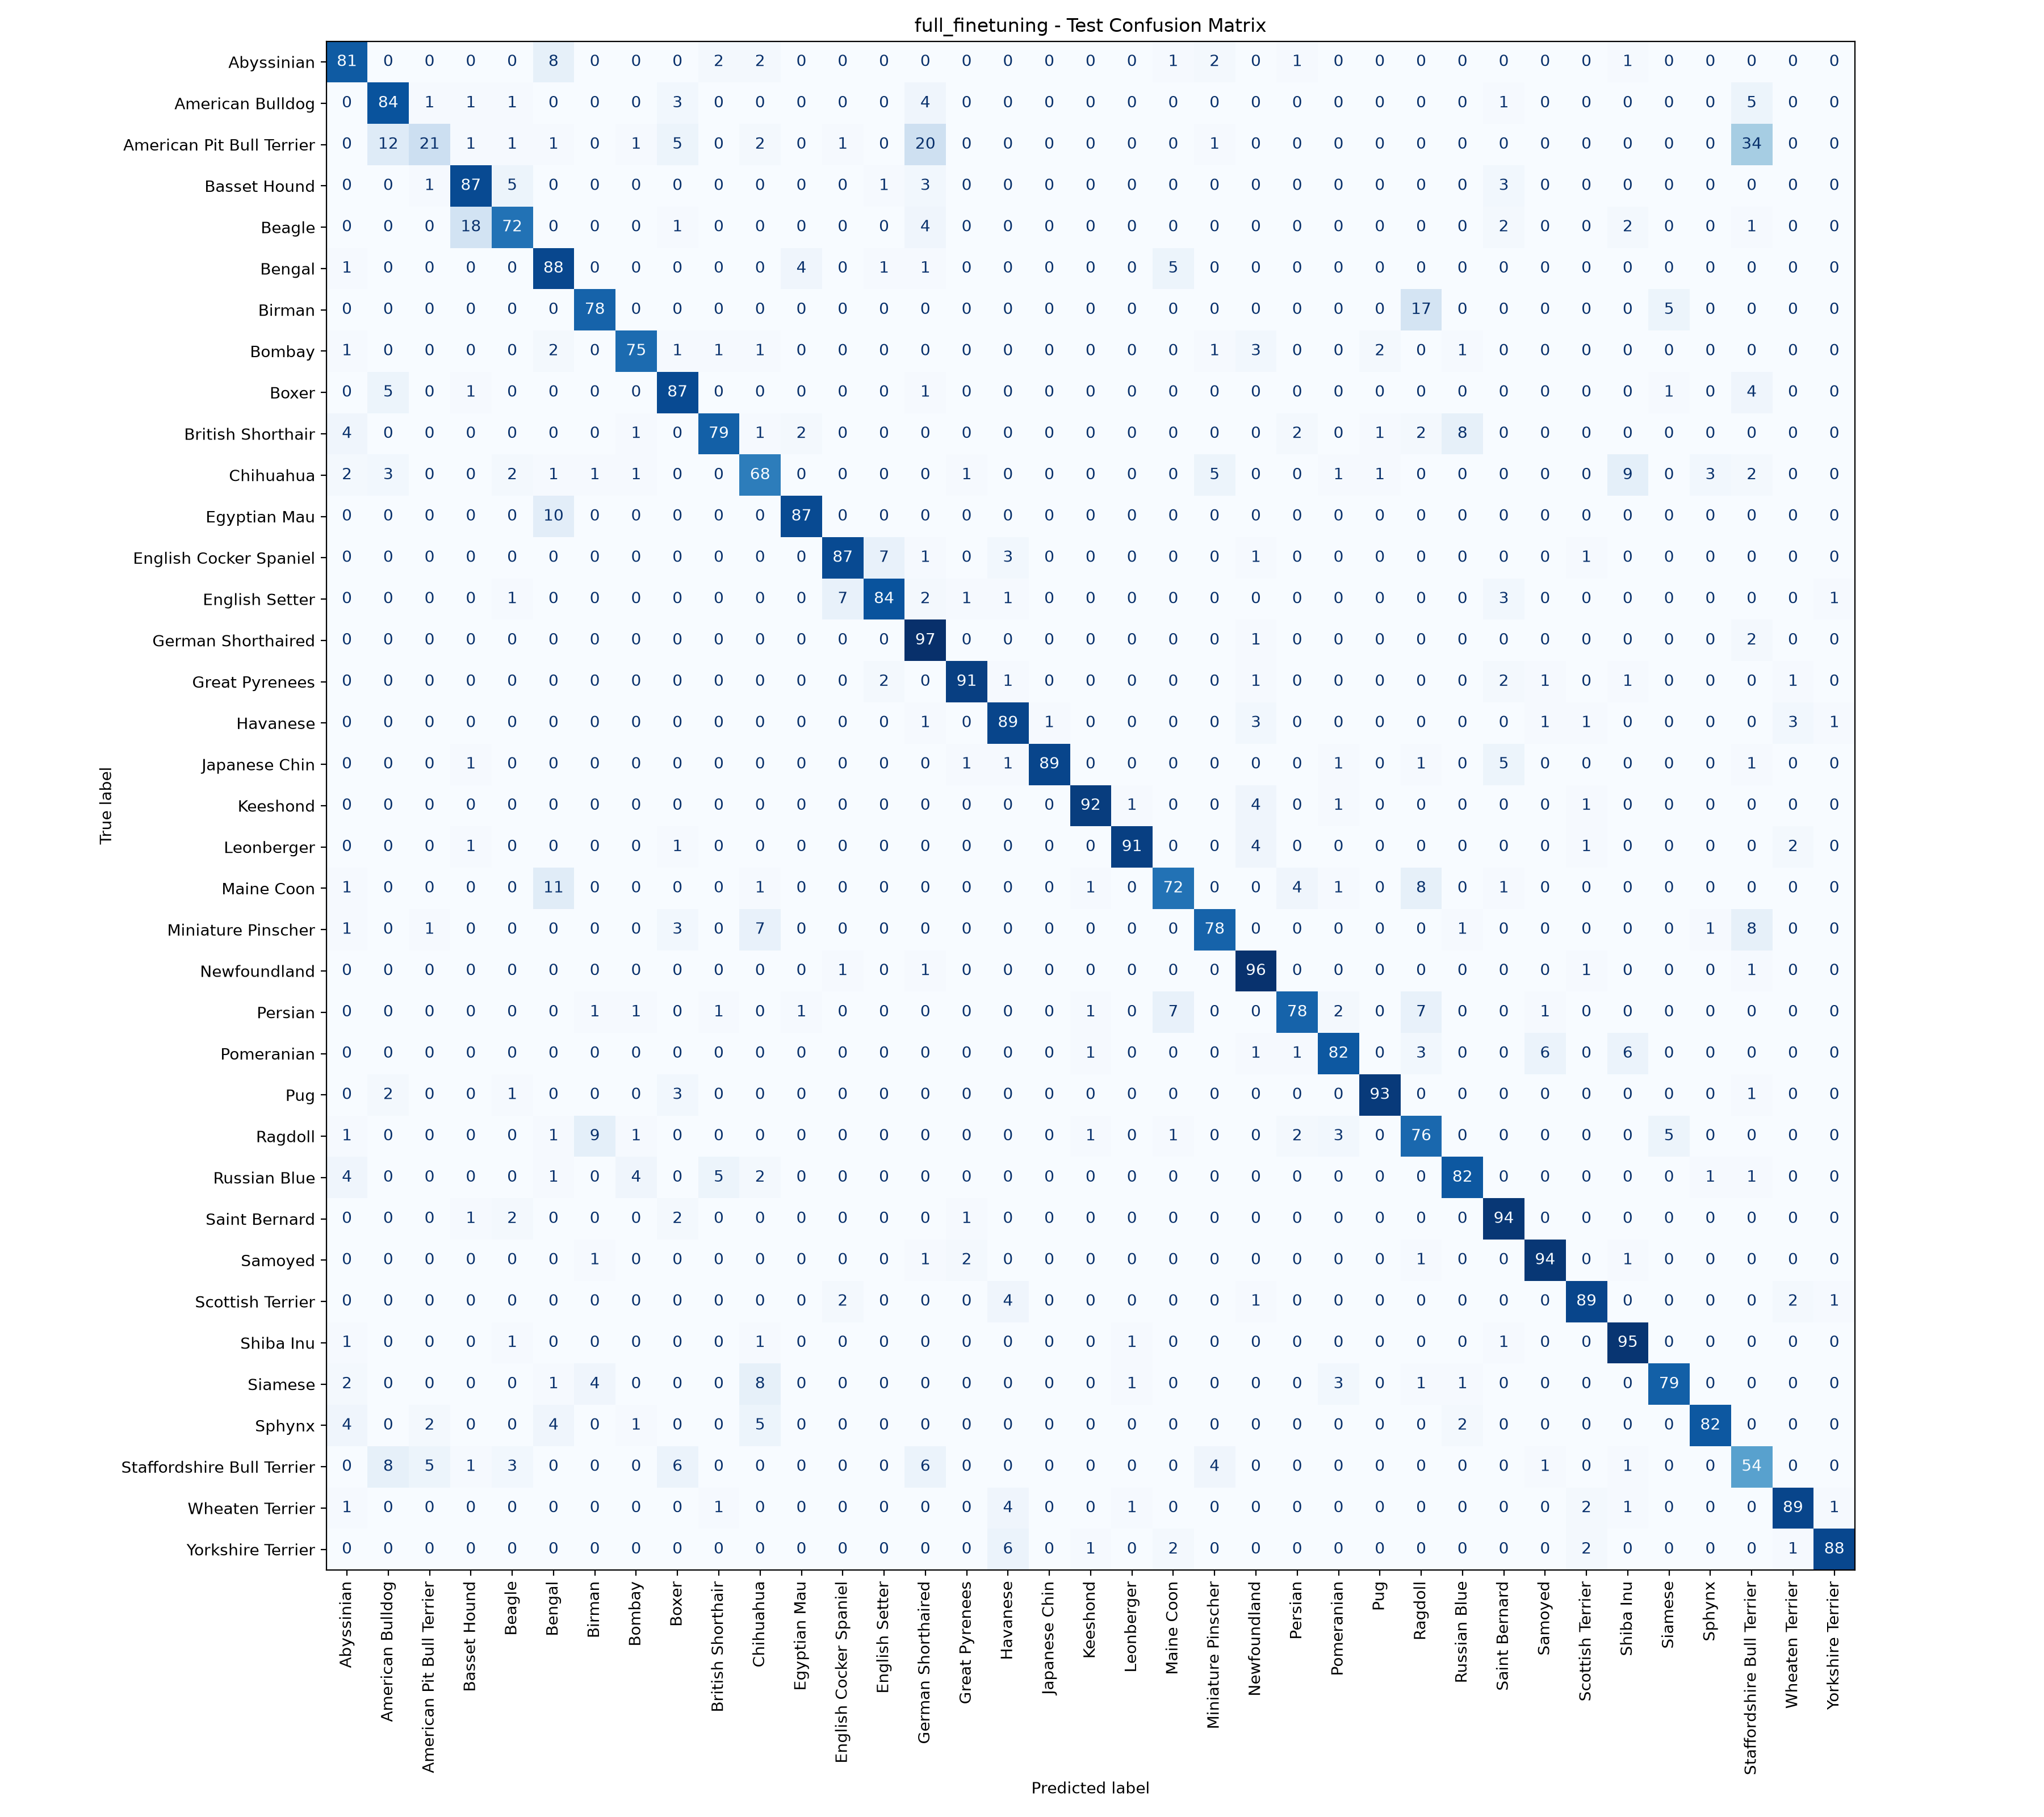 full_finetuning - Test Confusion Matrix
Abyssinian 81 0 0 0 0 8 0 0 0 2 2 0 0 0 0 0 0 0 0 0 1 2 0 1 0 0 0 0 0 0 0 1 0 0 0 0 0
American Bulldog 0 84 1 1 1 0 0 0 3 0 0 0 0 0 4 0 0 0 0 0 0 0 0 0 0 0 0 0 1 0 0 0 0 0 5 0 0
American Pit Bull Terrier 0 12 21 1 1 1 0 1 5 0 2 0 1 0 20 0 0 0 0 0 0 1 0 0 0 0 0 0 0 0 0 0 0 0 34 0 0
Basset Hound 0 0 1 87 5 0 0 0 0 0 0 0 0 1 3 0 0 0 0 0 0 0 0 0 0 0 0 0 3 0 0 0 0 0 0 0 0
Beagle 0 0 0 18 72 0 0 0 1 0 0 0 0 0 4 0 0 0 0 0 0 0 0 0 0 0 0 0 2 0 0 2 0 0 1 0 0
Bengal 1 0 0 0 0 88 0 0 0 0 0 4 0 1 1 0 0 0 0 0 5 0 0 0 0 0 0 0 0 0 0 0 0 0 0 0 0
Birman 0 0 0 0 0 0 78 0 0 0 0 0 0 0 0 0 0 0 0 0 0 0 0 0 0 0 17 0 0 0 0 0 5 0 0 0 0
Bombay 1 0 0 0 0 2 0 75 1 1 1 0 0 0 0 0 0 0 0 0 0 1 3 0 0 2 0 1 0 0 0 0 0 0 0 0 0
Boxer 0 5 0 1 0 0 0 0 87 0 0 0 0 0 1 0 0 0 0 0 0 0 0 0 0 0 0 0 0 0 0 0 1 0 4 0 0
British Shorthair 4 0 0 0 0 0 0 1 0 79 1 2 0 0 0 0 0 0 0 0 0 0 0 2 0 1 2 8 0 0 0 0 0 0 0 0 0
Chihuahua 2 3 0 0 2 1 1 1 0 0 68 0 0 0 0 1 0 0 0 0 0 5 0 0 1 1 0 0 0 0 0 9 0 3 2 0 0
Egyptian Mau 0 0 0 0 0 10 0 0 0 0 0 87 0 0 0 0 0 0 0 0 0 0 0 0 0 0 0 0 0 0 0 0 0 0 0 0 0
English Cocker Spaniel 0 0 0 0 0 0 0 0 0 0 0 0 87 7 1 0 3 0 0 0 0 0 1 0 0 0 0 0 0 0 1 0 0 0 0 0 0
English Setter 0 0 0 0 1 0 0 0 0 0 0 0 7 84 2 1 1 0 0 0 0 0 0 0 0 0 0 0 3 0 0 0 0 0 0 0 1
German Shorthaired 0 0 0 0 0 0 0 0 0 0 0 0 0 0 97 0 0 0 0 0 0 0 1 0 0 0 0 0 0 0 0 0 0 0 2 0 0
Great Pyrenees 0 0 0 0 0 0 0 0 0 0 0 0 0 2 0 91 1 0 0 0 0 0 1 0 0 0 0 0 2 1 0 1 0 0 0 1 0
Havanese 0 0 0 0 0 0 0 0 0 0 0 0 0 0 1 0 89 1 0 0 0 0 3 0 0 0 0 0 0 1 1 0 0 0 0 3 1
Japanese Chin 0 0 0 1 0 0 0 0 0 0 0 0 0 0 0 1 1 89 0 0 0 0 0 0 1 0 1 0 5 0 0 0 0 0 1 0 0
Keeshond 0 0 0 0 0 0 0 0 0 0 0 0 0 0 0 0 0 0 92 1 0 0 4 0 1 0 0 0 0 0 1 0 0 0 0 0 0
Leonberger 0 0 0 1 0 0 0 0 1 0 0 0 0 0 0 0 0 0 0 91 0 0 4 0 0 0 0 0 0 0 1 0 0 0 0 2 0
Maine Coon 1 0 0 0 0 11 0 0 0 0 1 0 0 0 0 0 0 0 1 0 72 0 0 4 1 0 8 0 1 0 0 0 0 0 0 0 0
Miniature Pinscher 1 0 1 0 0 0 0 0 3 0 7 0 0 0 0 0 0 0 0 0 0 78 0 0 0 0 0 1 0 0 0 0 0 1 8 0 0
Newfoundland 0 0 0 0 0 0 0 0 0 0 0 0 1 0 1 0 0 0 0 0 0 0 96 0 0 0 0 0 0 0 1 0 0 0 1 0 0
Persian 0 0 0 0 0 0 1 1 0 1 0 1 0 0 0 0 0 0 1 0 7 0 0 78 2 0 7 0 0 1 0 0 0 0 0 0 0
Pomeranian 0 0 0 0 0 0 0 0 0 0 0 0 0 0 0 0 0 0 1 0 0 0 1 1 82 0 3 0 0 6 0 6 0 0 0 0 0
Pug 0 2 0 0 1 0 0 0 3 0 0 0 0 0 0 0 0 0 0 0 0 0 0 0 0 93 0 0 0 0 0 0 0 0 1 0 0
Ragdoll 1 0 0 0 0 1 9 1 0 0 0 0 0 0 0 0 0 0 1 0 1 0 0 2 3 0 76 0 0 0 0 0 5 0 0 0 0
Russian Blue 4 0 0 0 0 1 0 4 0 5 2 0 0 0 0 0 0 0 0 0 0 0 0 0 0 0 0 82 0 0 0 0 0 1 1 0 0
Saint Bernard 0 0 0 1 2 0 0 0 2 0 0 0 0 0 0 1 0 0 0 0 0 0 0 0 0 0 0 0 94 0 0 0 0 0 0 0 0
Samoyed 0 0 0 0 0 0 1 0 0 0 0 0 0 0 1 2 0 0 0 0 0 0 0 0 0 0 1 0 0 94 0 1 0 0 0 0 0
Scottish Terrier 0 0 0 0 0 0 0 0 0 0 0 0 2 0 0 0 4 0 0 0 0 0 1 0 0 0 0 0 0 0 89 0 0 0 0 2 1
Shiba Inu 1 0 0 0 1 0 0 0 0 0 1 0 0 0 0 0 0 0 0 1 0 0 0 0 0 0 0 0 1 0 0 95 0 0 0 0 0
Siamese 2 0 0 0 0 1 4 0 0 0 8 0 0 0 0 0 0 0 0 1 0 0 0 0 3 0 1 1 0 0 0 0 79 0 0 0 0
Sphynx 4 0 2 0 0 4 0 1 0 0 5 0 0 0 0 0 0 0 0 0 0 0 0 0 0 0 0 2 0 0 0 0 0 82 0 0 0
Staffordshire Bull Terrier 0 8 5 1 3 0 0 0 6 0 0 0 0 0 6 0 0 0 0 0 0 4 0 0 0 0 0 0 0 1 0 1 0 0 54 0 0
Wheaten Terrier 1 0 0 0 0 0 0 0 0 1 0 0 0 0 0 0 4 0 0 1 0 0 0 0 0 0 0 0 0 0 2 1 0 0 0 89 1
Yorkshire Terrier 0 0 0 0 0 0 0 0 0 0 0 0 0 0 0 0 6 0 1 0 2 0 0 0 0 0 0 0 0 0 2 0 0 0 0 1 88
True label
Abyssinian
American Bulldog
American Pit Bull Terrier
Basset Hound
Beagle
Bengal
Birman
Bombay
Boxer
British Shorthair
Chihuahua
Egyptian Mau
English Cocker Spaniel
English Setter
German Shorthaired
Great Pyrenees
Havanese
Japanese Chin
Keeshond
Leonberger
Maine Coon
Miniature Pinscher
Newfoundland
Persian
Pomeranian
Pug
Ragdoll
Russian Blue
Saint Bernard
Samoyed
Scottish Terrier
Shiba Inu
Siamese
Sphynx
Staffordshire Bull Terrier
Wheaten Terrier
Yorkshire Terrier
Predicted label